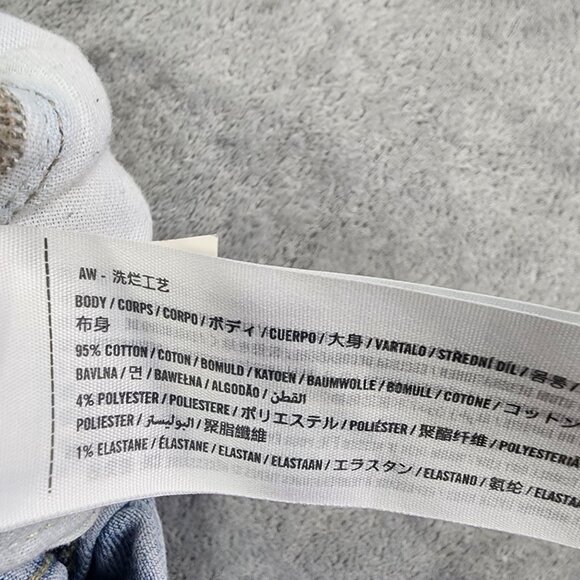 AW - 洗烂工艺
BODY / CORPS / CORPO / ボディ / CUERPO / 大身 / VARTALO / STŘEDNÍ DÍL / 몸통 /
布身
95% COTTON / COTON / BOMULD / KATOEN / BAUMWOLLE / BOMULL / COTONE / コットン
BAVLNA / 면 / BAWEŁNA / ALGODÃO / القطن
4% POLYESTER / POLIESTERE / ポリエステル / POLIÉSTER / 聚酯纤维 / POLYESTERIÄ
POLIESTER / البوليستر / 聚脂纖維
1% ELASTANE / ÉLASTANE / ELASTAN / ELASTAAN / エラスタン / ELASTANO / 氨纶 / ELASTA